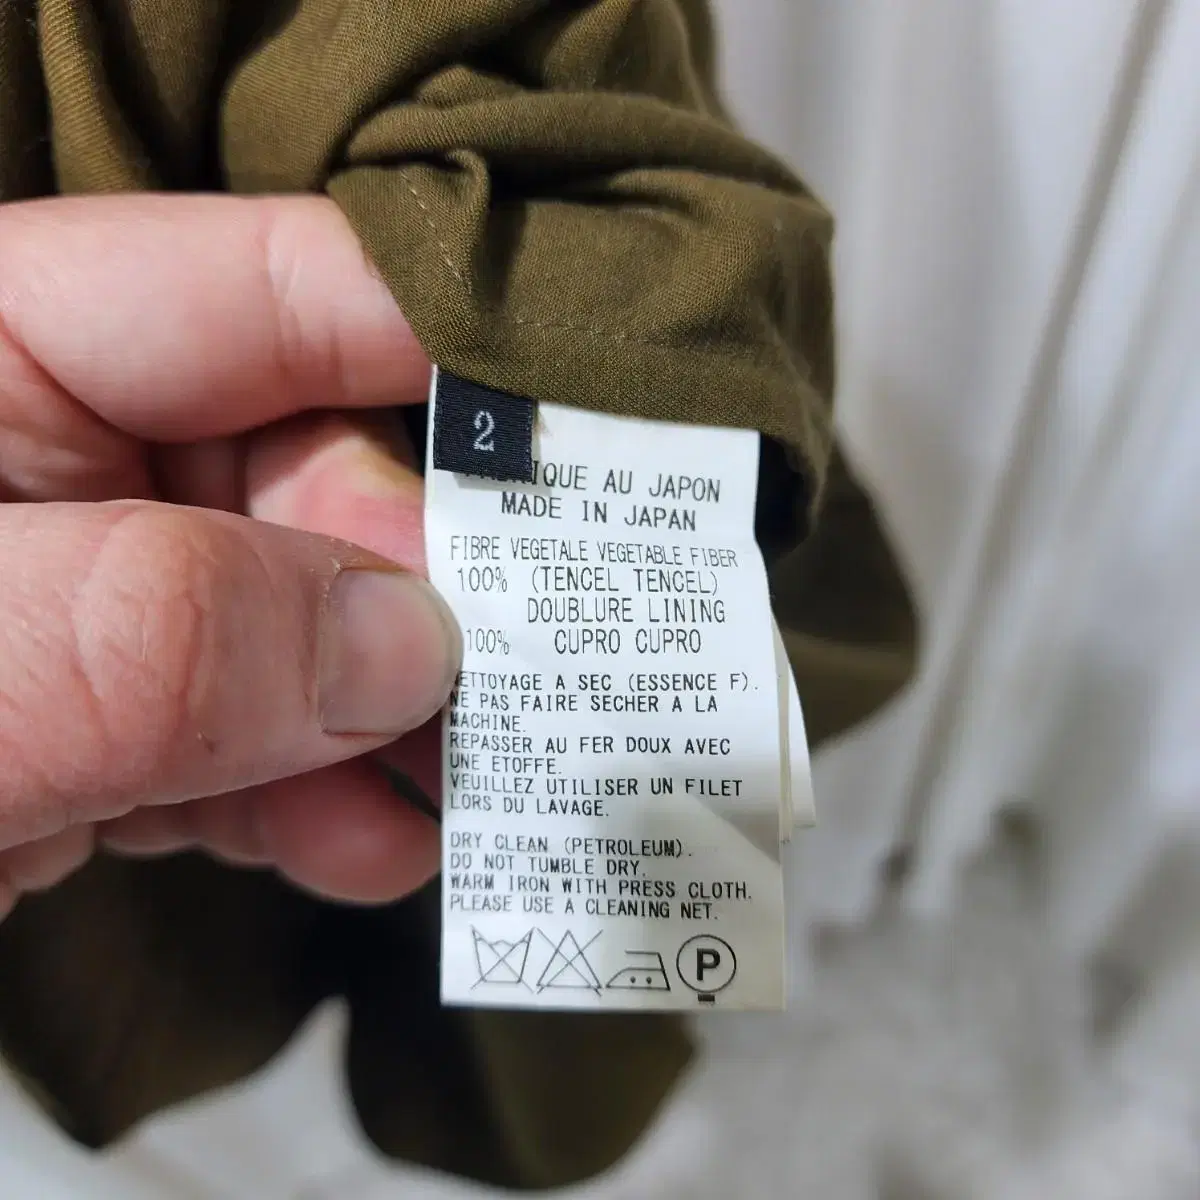 2
IQUE AU JAPON
MADE IN JAPAN
FIBRE VEGETALE VEGETABLE FIBER
100% (TENCEL TENCEL)
DOUBLURE LINING
100% CUPRO CUPRO
ETTOYAGE A SEC (ESSENCE F).
NE PAS FAIRE SECHER A LA
MACHINE.
REPASSER AU FER DOUX AVEC
UNE ETOFFE.
VEUILLEZ UTILISER UN FILET
LORS DU LAVAGE.
DRY CLEAN (PETROLEUM).
DO NOT TUMBLE DRY.
WARM IRON WITH PRESS CLOTH.
PLEASE USE A CLEANING NET.
P